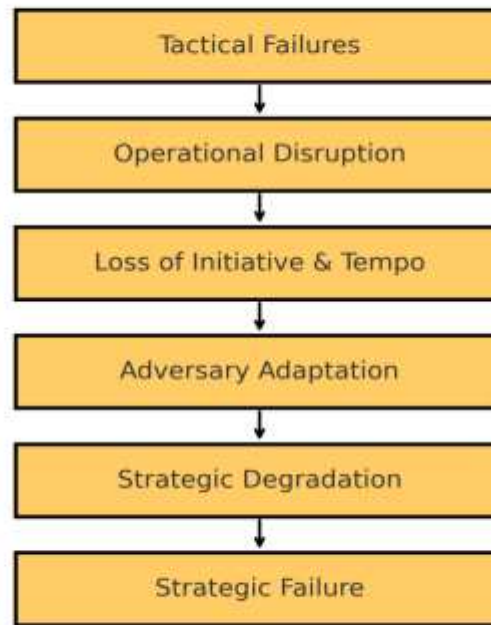 Tactical Failures
Operational Disruption
Loss of Initiative & Tempo
Adversary Adaptation
Strategic Degradation
Strategic Failure